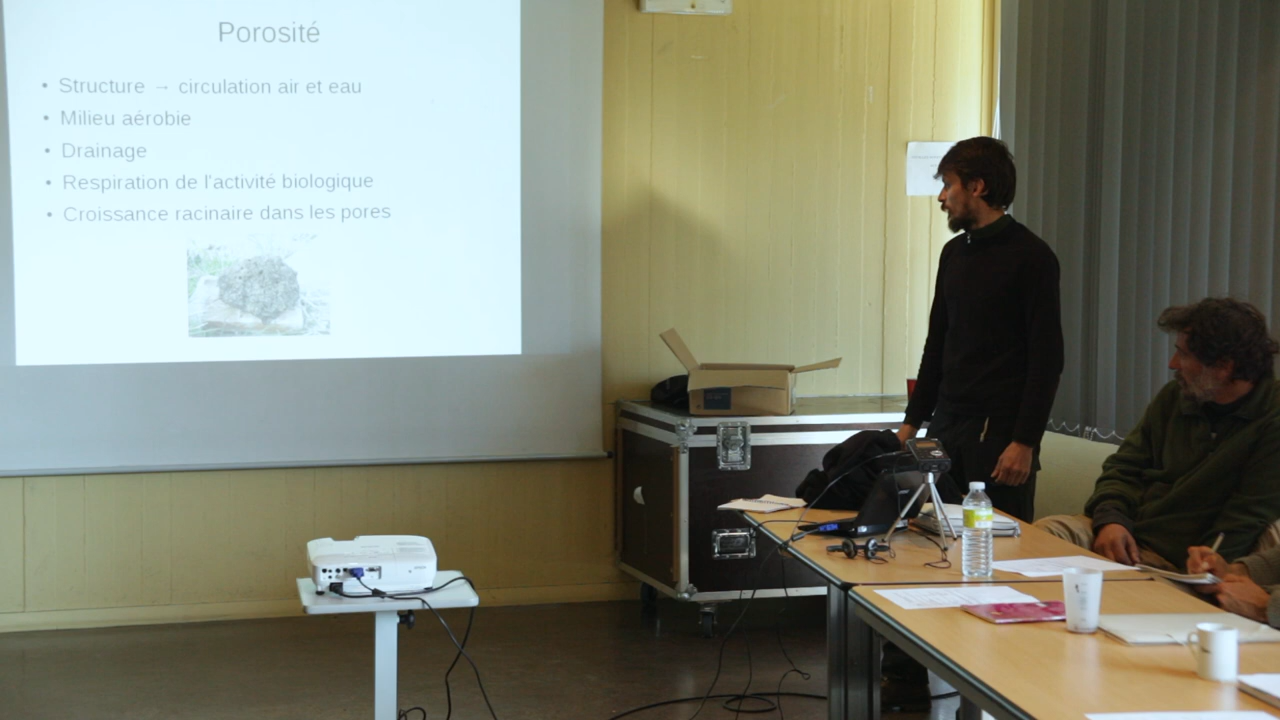 Porosité
• Structure → circulation air et eau
• Milieu aérobie
• Drainage
• Respiration de l'activité biologique
• Croissance racinaire dans les pores